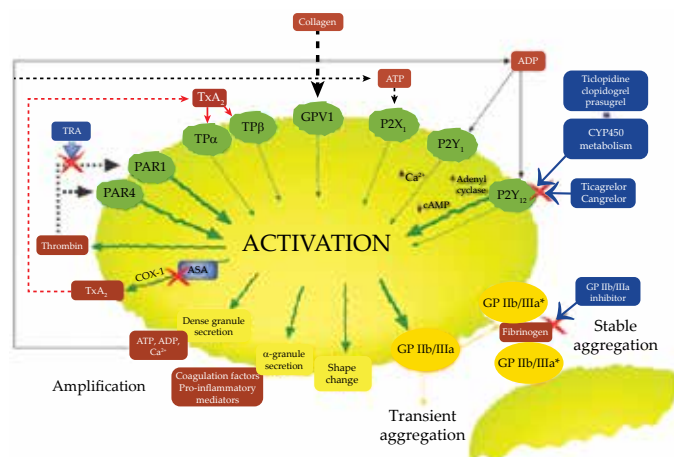 Collagen
ADP
ATP
TxA₂
TPα
TPβ
GPV1
P2X₁
P2Y₁
Ticlopidine
clopidogrel
prasugrel
CYP450
metabolism
Ticagrelor
Cangrelor
TRA
PAR1
PAR4
Ca²⁺
Adenyl
cyclase
cAMP
P2Y₁₂
Thrombin
ACTIVATION
COX-1
ASA
TxA₂
GP IIb/IIIa*
GP IIb/IIIa
inhibitor
Fibrinogen
Stable
aggregation
Dense granule
secretion
ATP, ADP,
Ca²⁺
α-granule
secretion
Shape
change
GP IIb/IIIa
GP IIb/IIIa*
Amplification
Coagulation factors
Pro-inflammatory
mediators
Transient
aggregation